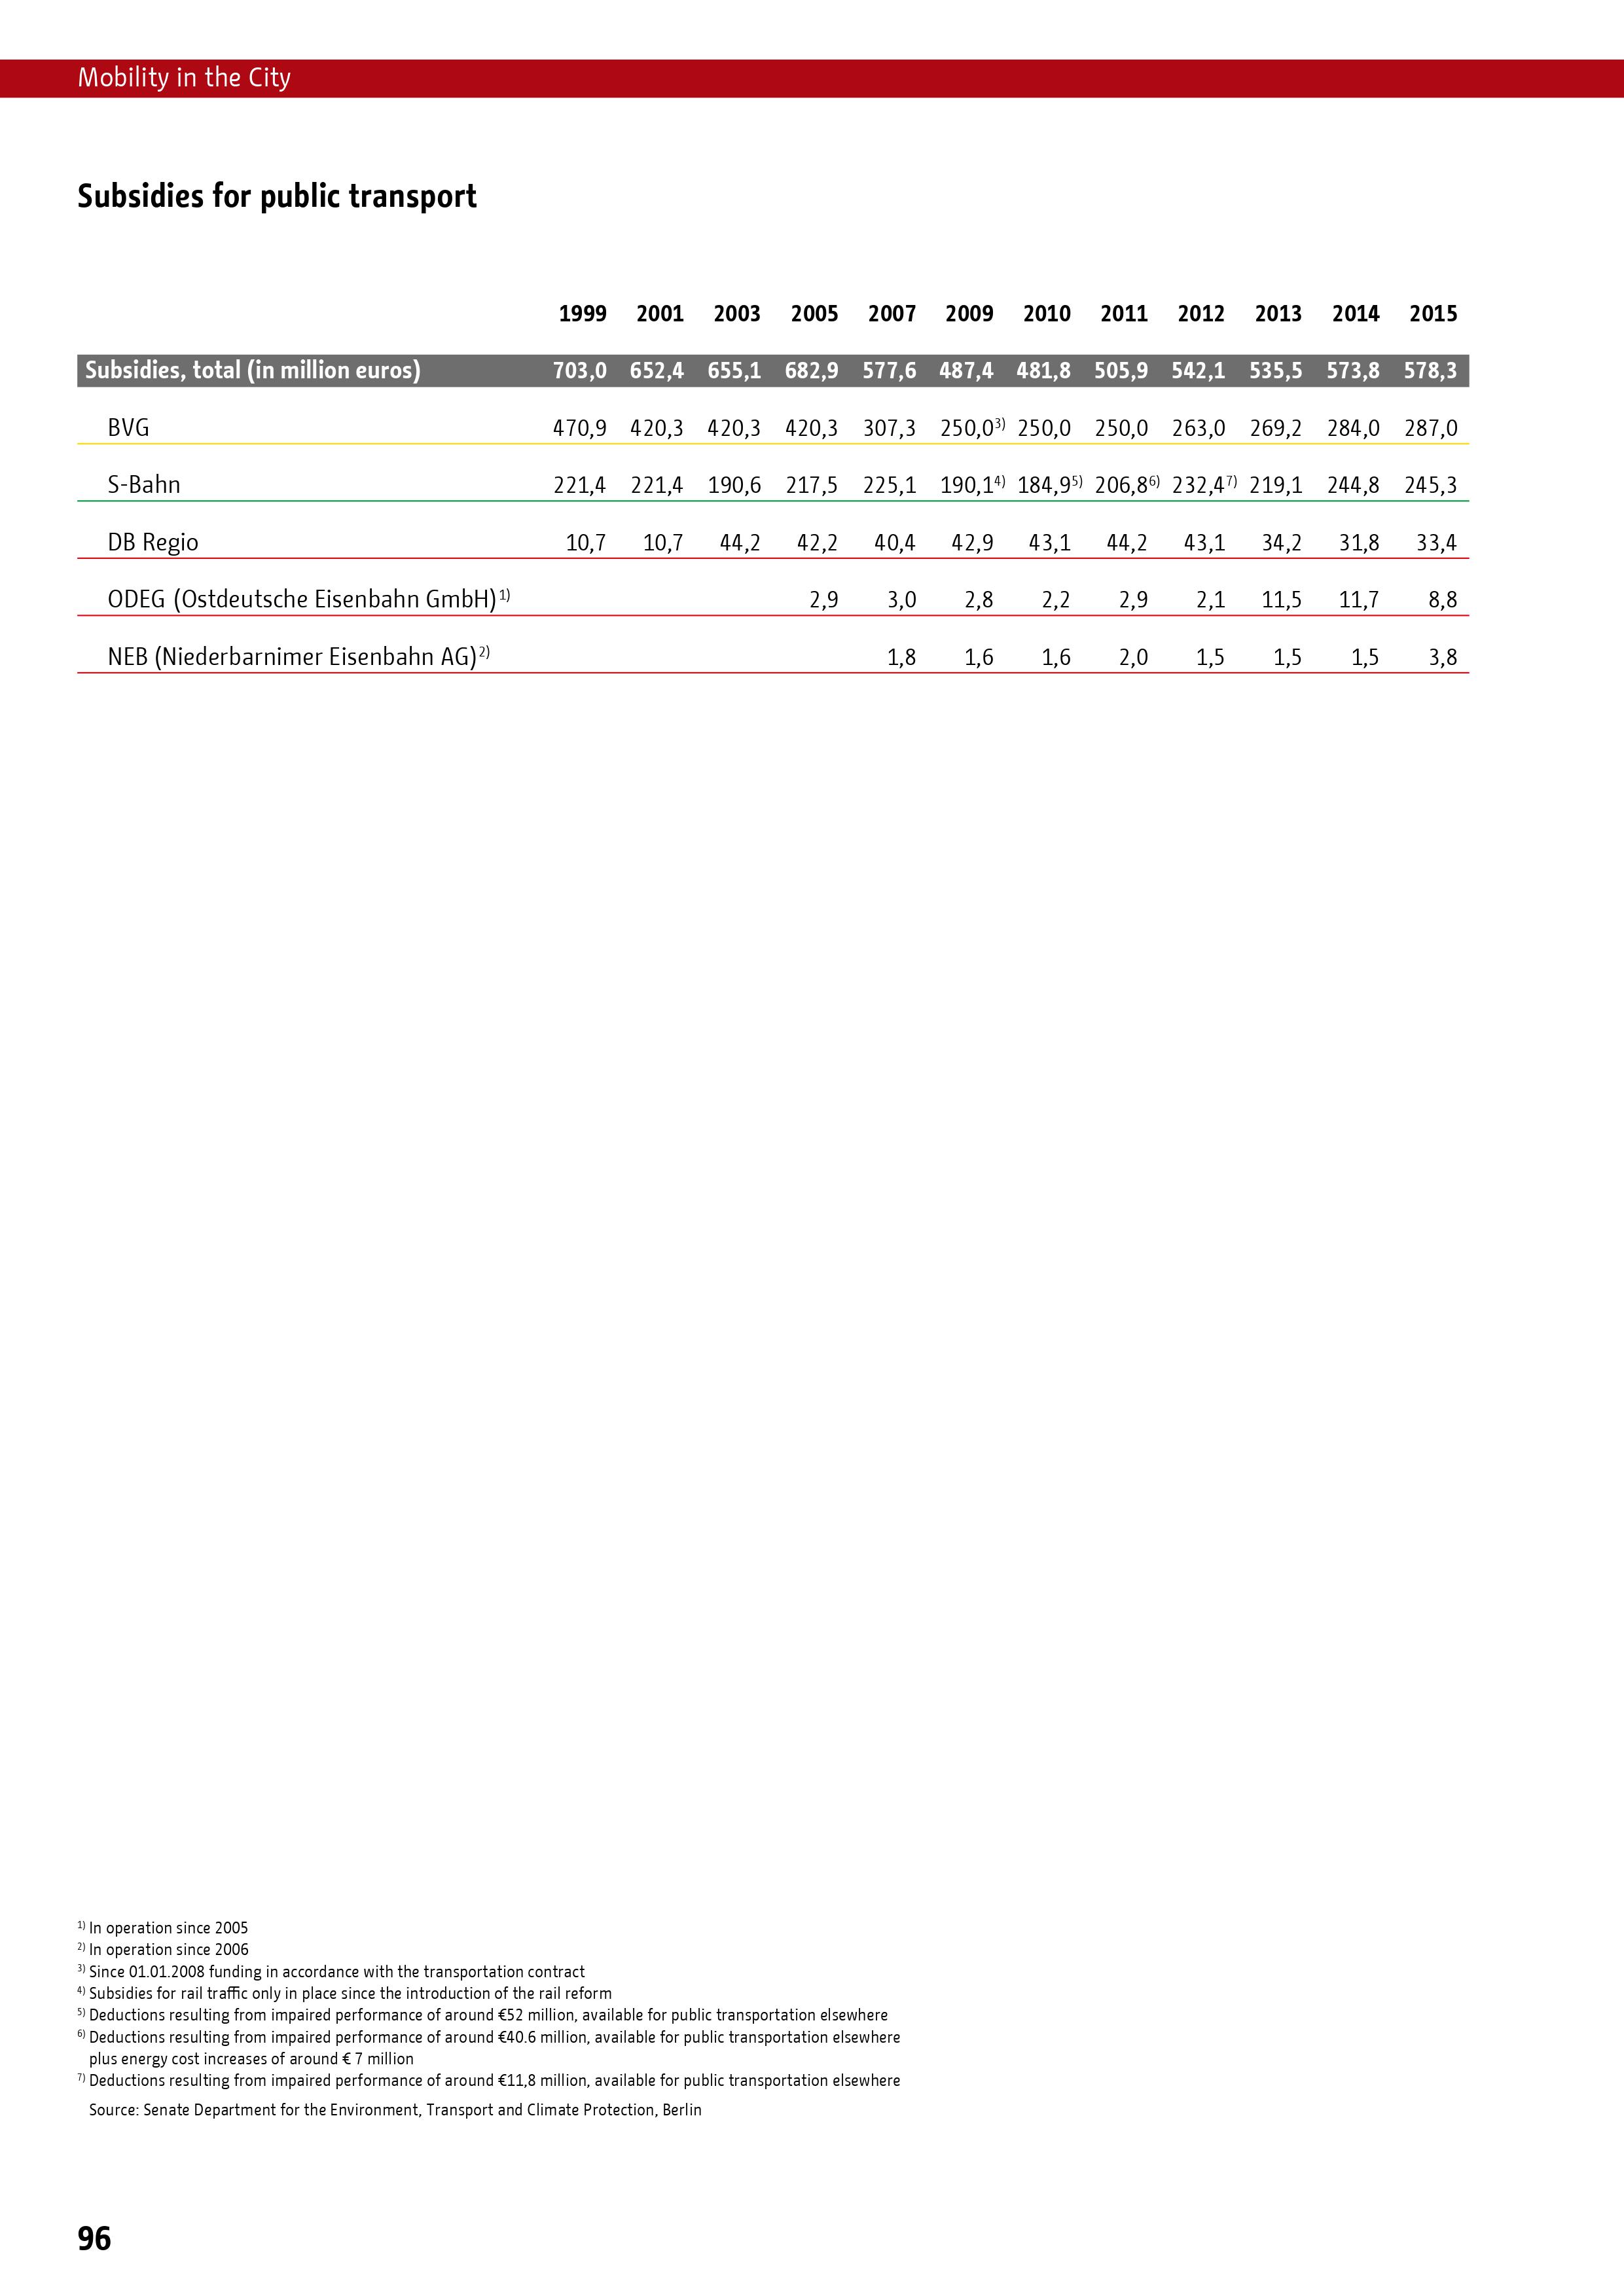 Mobility in the City
Subsidies for public transport
1999 2001 2003 2005 2007 2009 2010 2011 2012 2013 2014 2015
Subsidies, total (in million euros) 703,0 652,4 655,1 682,9 577,6 487,4 481,8 505,9 542,1 535,5 573,8 578,3
BVG 470,9 420,3 420,3 420,3 307,3 250,0³⁾ 250,0 250,0 263,0 269,2 284,0 287,0
S-Bahn 221,4 221,4 190,6 217,5 225,1 190,1⁴⁾ 184,9⁵⁾ 206,8⁶⁾ 232,4⁷⁾ 219,1 244,8 245,3
DB Regio 10,7 10,7 44,2 42,2 40,4 42,9 43,1 44,2 43,1 34,2 31,8 33,4
ODEG (Ostdeutsche Eisenbahn GmbH)¹⁾ 2,9 3,0 2,8 2,2 2,9 2,1 11,5 11,7 8,8
NEB (Niederbarnimer Eisenbahn AG)²⁾ 1,8 1,6 1,6 2,0 1,5 1,5 1,5 3,8
¹⁾ In operation since 2005
²⁾ In operation since 2006
³⁾ Since 01.01.2008 funding in accordance with the transportation contract
⁴⁾ Subsidies for rail traffic only in place since the introduction of the rail reform
⁵⁾ Deductions resulting from impaired performance of around €52 million, available for public transportation elsewhere
⁶⁾ Deductions resulting from impaired performance of around €40.6 million, available for public transportation elsewhere
plus energy cost increases of around € 7 million
⁷⁾ Deductions resulting from impaired performance of around €11,8 million, available for public transportation elsewhere
Source: Senate Department for the Environment, Transport and Climate Protection, Berlin
96